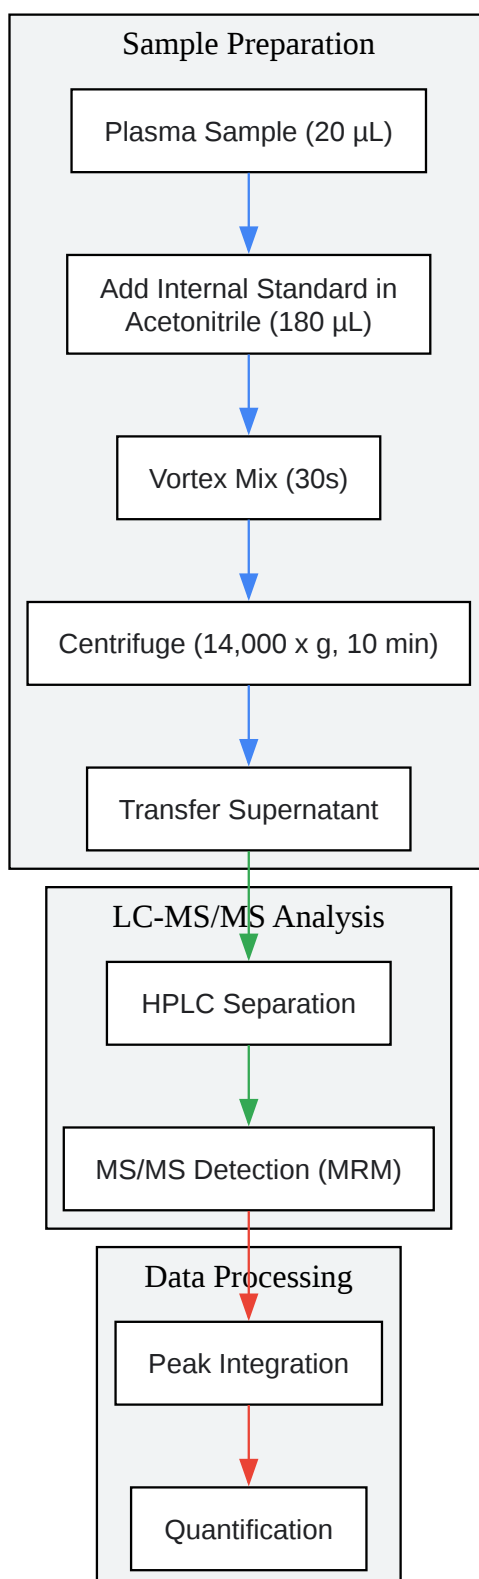 Sample Preparation
Plasma Sample (20 µL)
Add Internal Standard in
Acetonitrile (180 µL)
Vortex Mix (30s)
Centrifuge (14,000 x g, 10 min)
Transfer Supernatant
LC-MS/MS Analysis
HPLC Separation
MS/MS Detection (MRM)
Data Processing
Peak Integration
Quantification